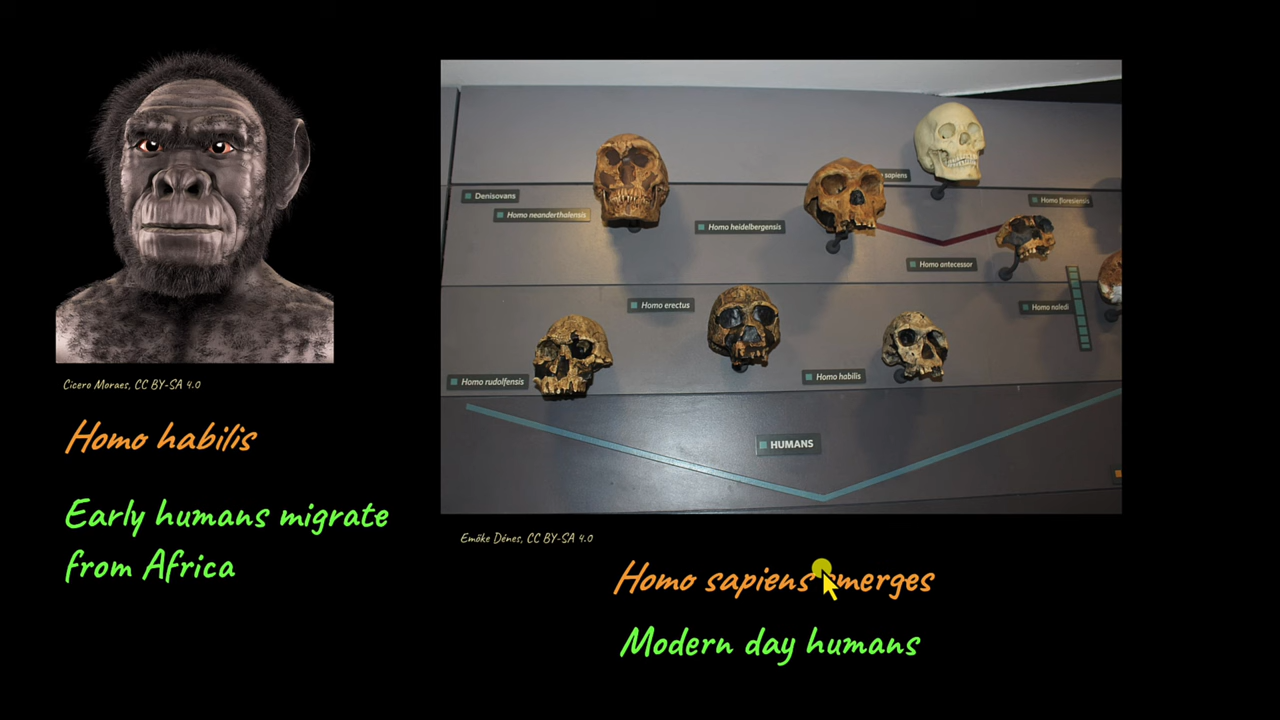 Cicero Moraes, CC BY-SA 4.0
Homo habilis
Early humans migrate
from Africa
Denisovans
Homo neanderthalensis
Homo heidelbergensis
sapiens
Homo floresiensis
Homo antecessor
Homo erectus
Homo naledi
Homo rudolfensis
Homo habilis
HUMANS
Emőke Dénes, CC BY-SA 4.0
Homo sapiens emerges
Modern day humans